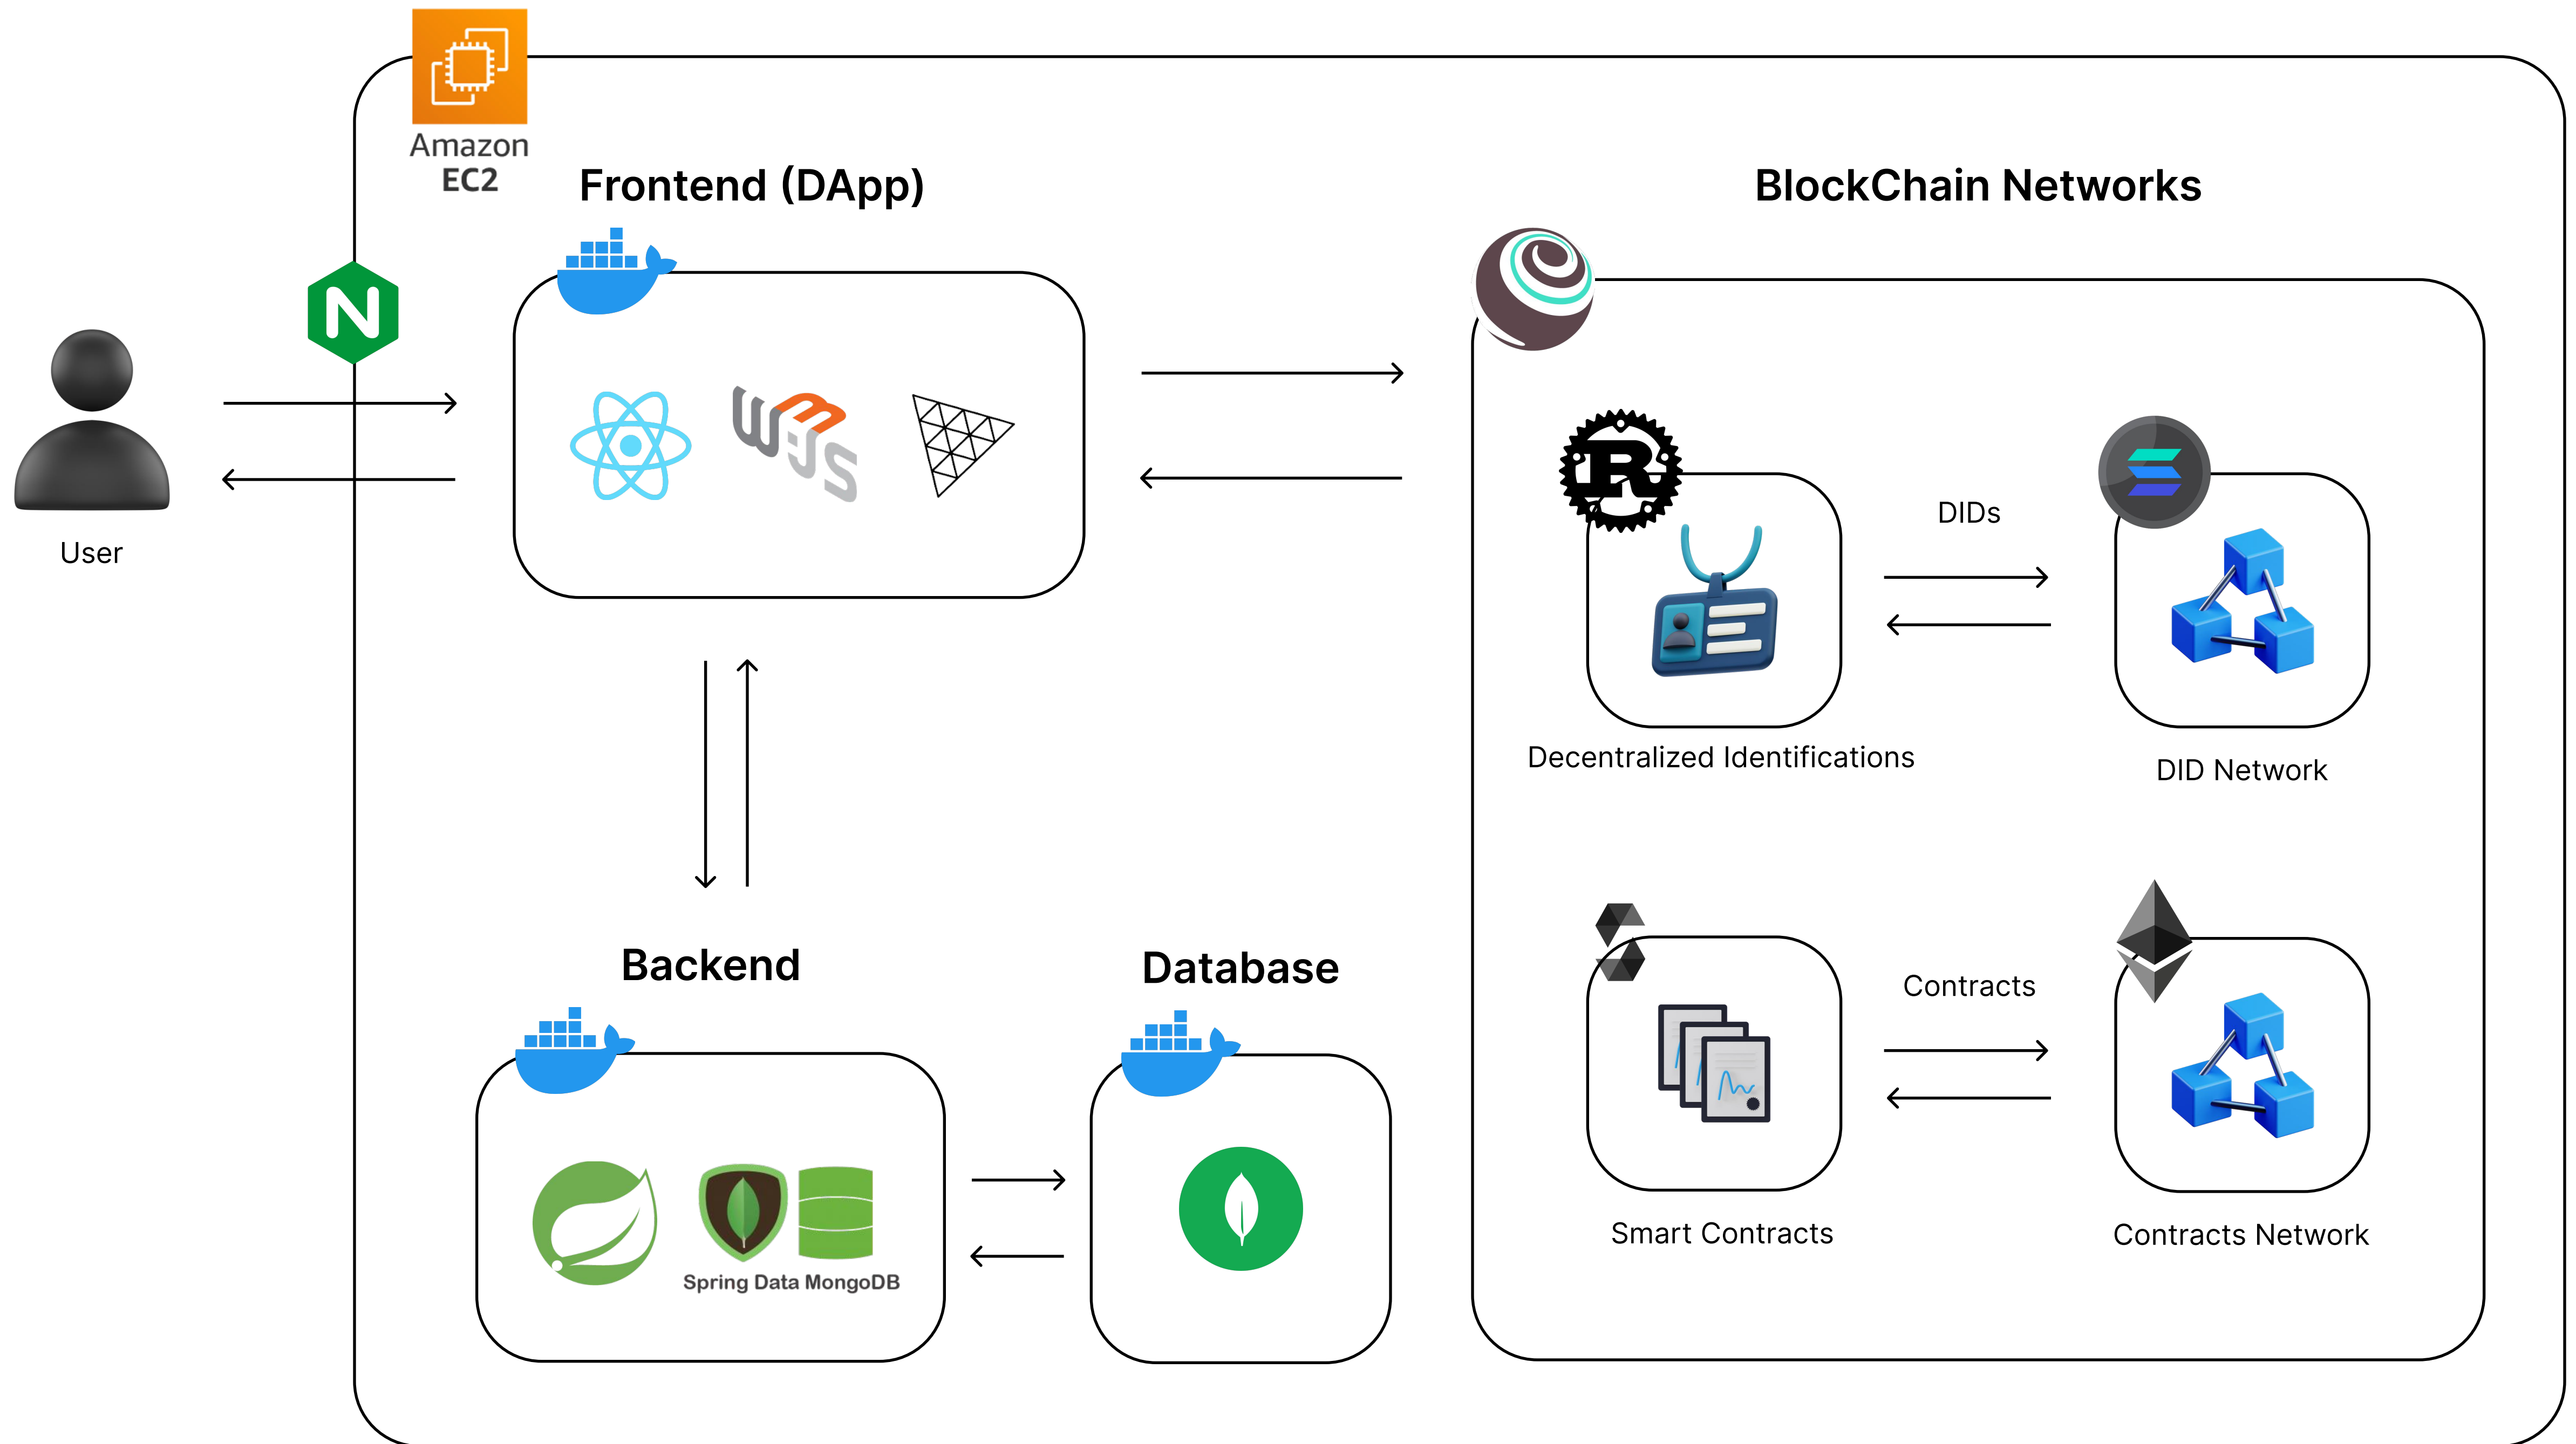 Amazon
EC2
Frontend (DApp)
BlockChain Networks
N
W3JS
R
User
DIDs
Decentralized Identifications
DID Network
Backend
Database
Contracts
Spring Data MongoDB
Smart Contracts
Contracts Network